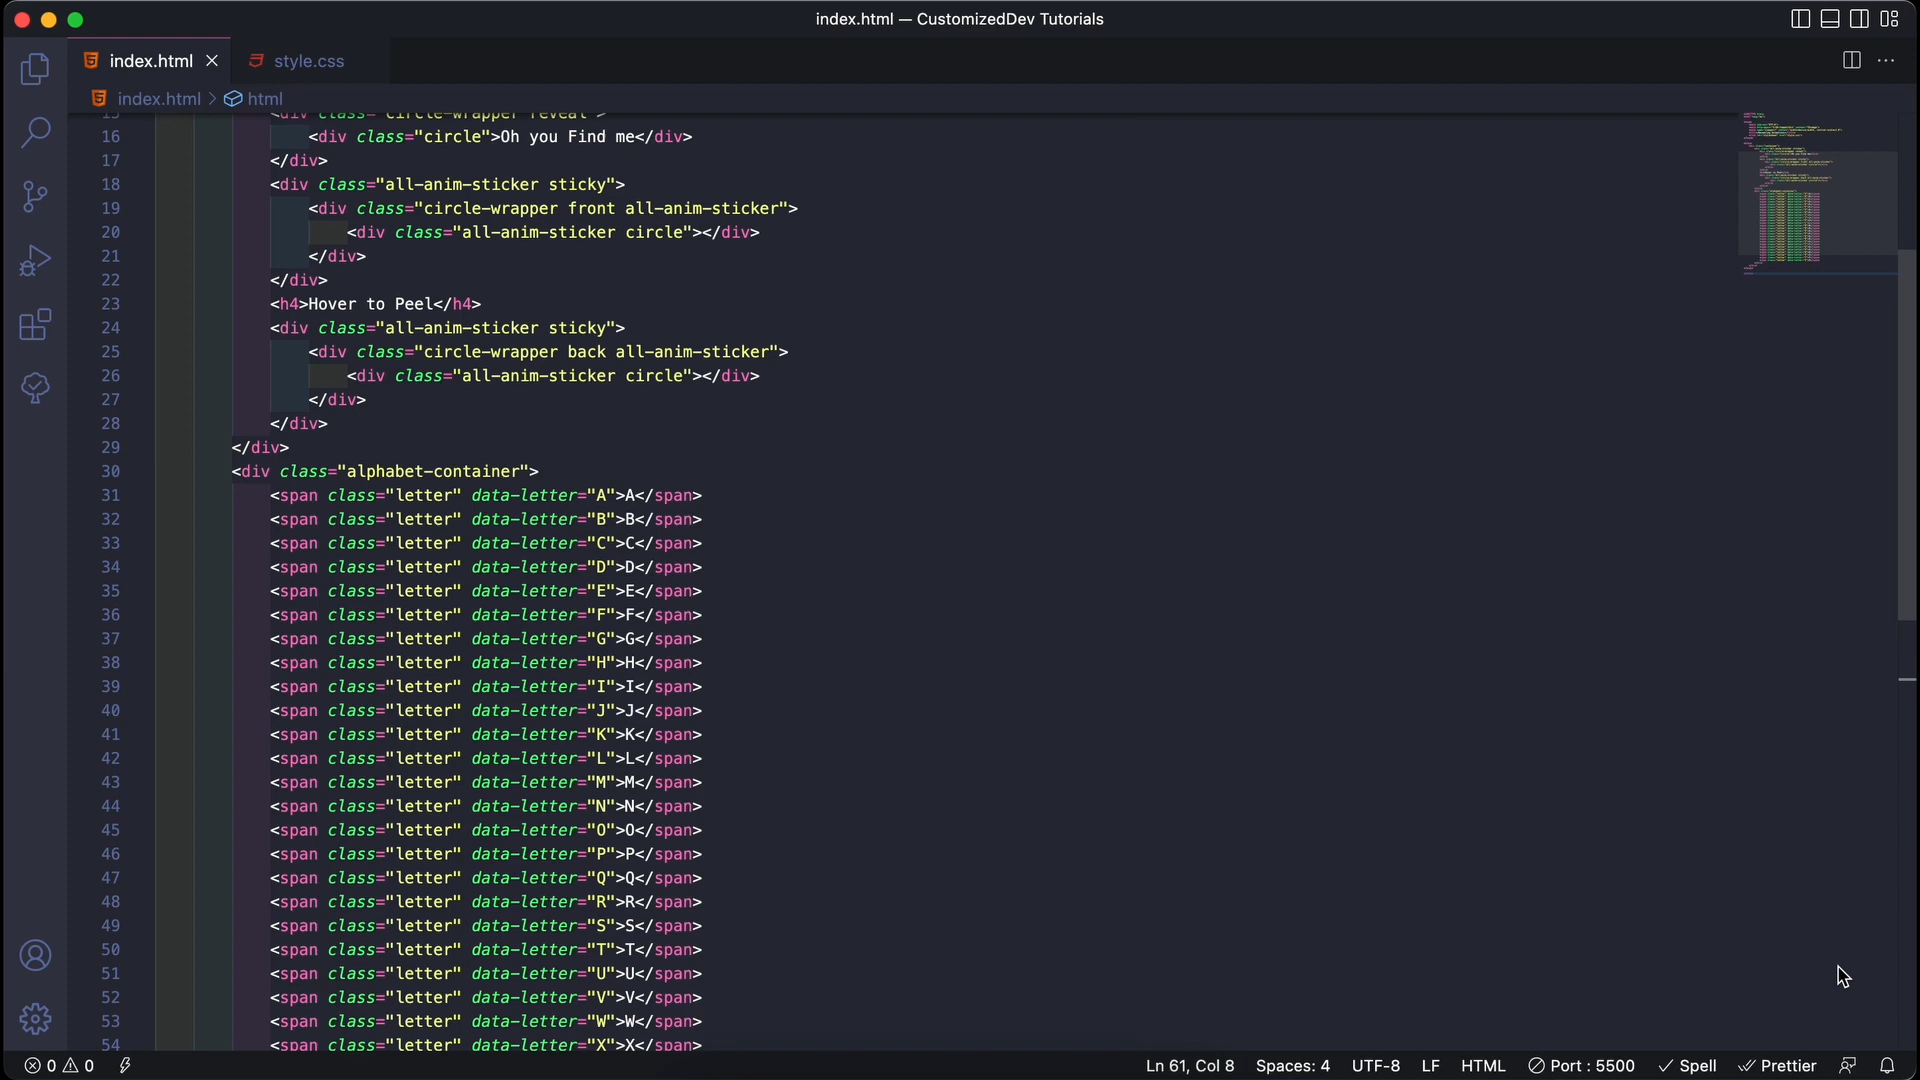 index.html — CustomizedDev Tutorials
index.html
style.css
index.html > html
15 <div class="circle-wrapper reveal">
16 <div class="circle">Oh you Find me</div>
17 </div>
18 <div class="all-anim-sticker sticky">
19 <div class="circle-wrapper front all-anim-sticker">
20 <div class="all-anim-sticker circle"></div>
21 </div>
22 </div>
23 <h4>Hover to Peel</h4>
24 <div class="all-anim-sticker sticky">
25 <div class="circle-wrapper back all-anim-sticker">
26 <div class="all-anim-sticker circle"></div>
27 </div>
28 </div>
29 </div>
30 <div class="alphabet-container">
31 <span class="letter" data-letter="A">A</span>
32 <span class="letter" data-letter="B">B</span>
33 <span class="letter" data-letter="C">C</span>
34 <span class="letter" data-letter="D">D</span>
35 <span class="letter" data-letter="E">E</span>
36 <span class="letter" data-letter="F">F</span>
37 <span class="letter" data-letter="G">G</span>
38 <span class="letter" data-letter="H">H</span>
39 <span class="letter" data-letter="I">I</span>
40 <span class="letter" data-letter="J">J</span>
41 <span class="letter" data-letter="K">K</span>
42 <span class="letter" data-letter="L">L</span>
43 <span class="letter" data-letter="M">M</span>
44 <span class="letter" data-letter="N">N</span>
45 <span class="letter" data-letter="O">O</span>
46 <span class="letter" data-letter="P">P</span>
47 <span class="letter" data-letter="Q">Q</span>
48 <span class="letter" data-letter="R">R</span>
49 <span class="letter" data-letter="S">S</span>
50 <span class="letter" data-letter="T">T</span>
51 <span class="letter" data-letter="U">U</span>
52 <span class="letter" data-letter="V">V</span>
53 <span class="letter" data-letter="W">W</span>
54 <span class="letter" data-letter="X">X</span>
0 0 Ln 61, Col 8 Spaces: 4 UTF-8 LF HTML Port : 5500 Spell Prettier